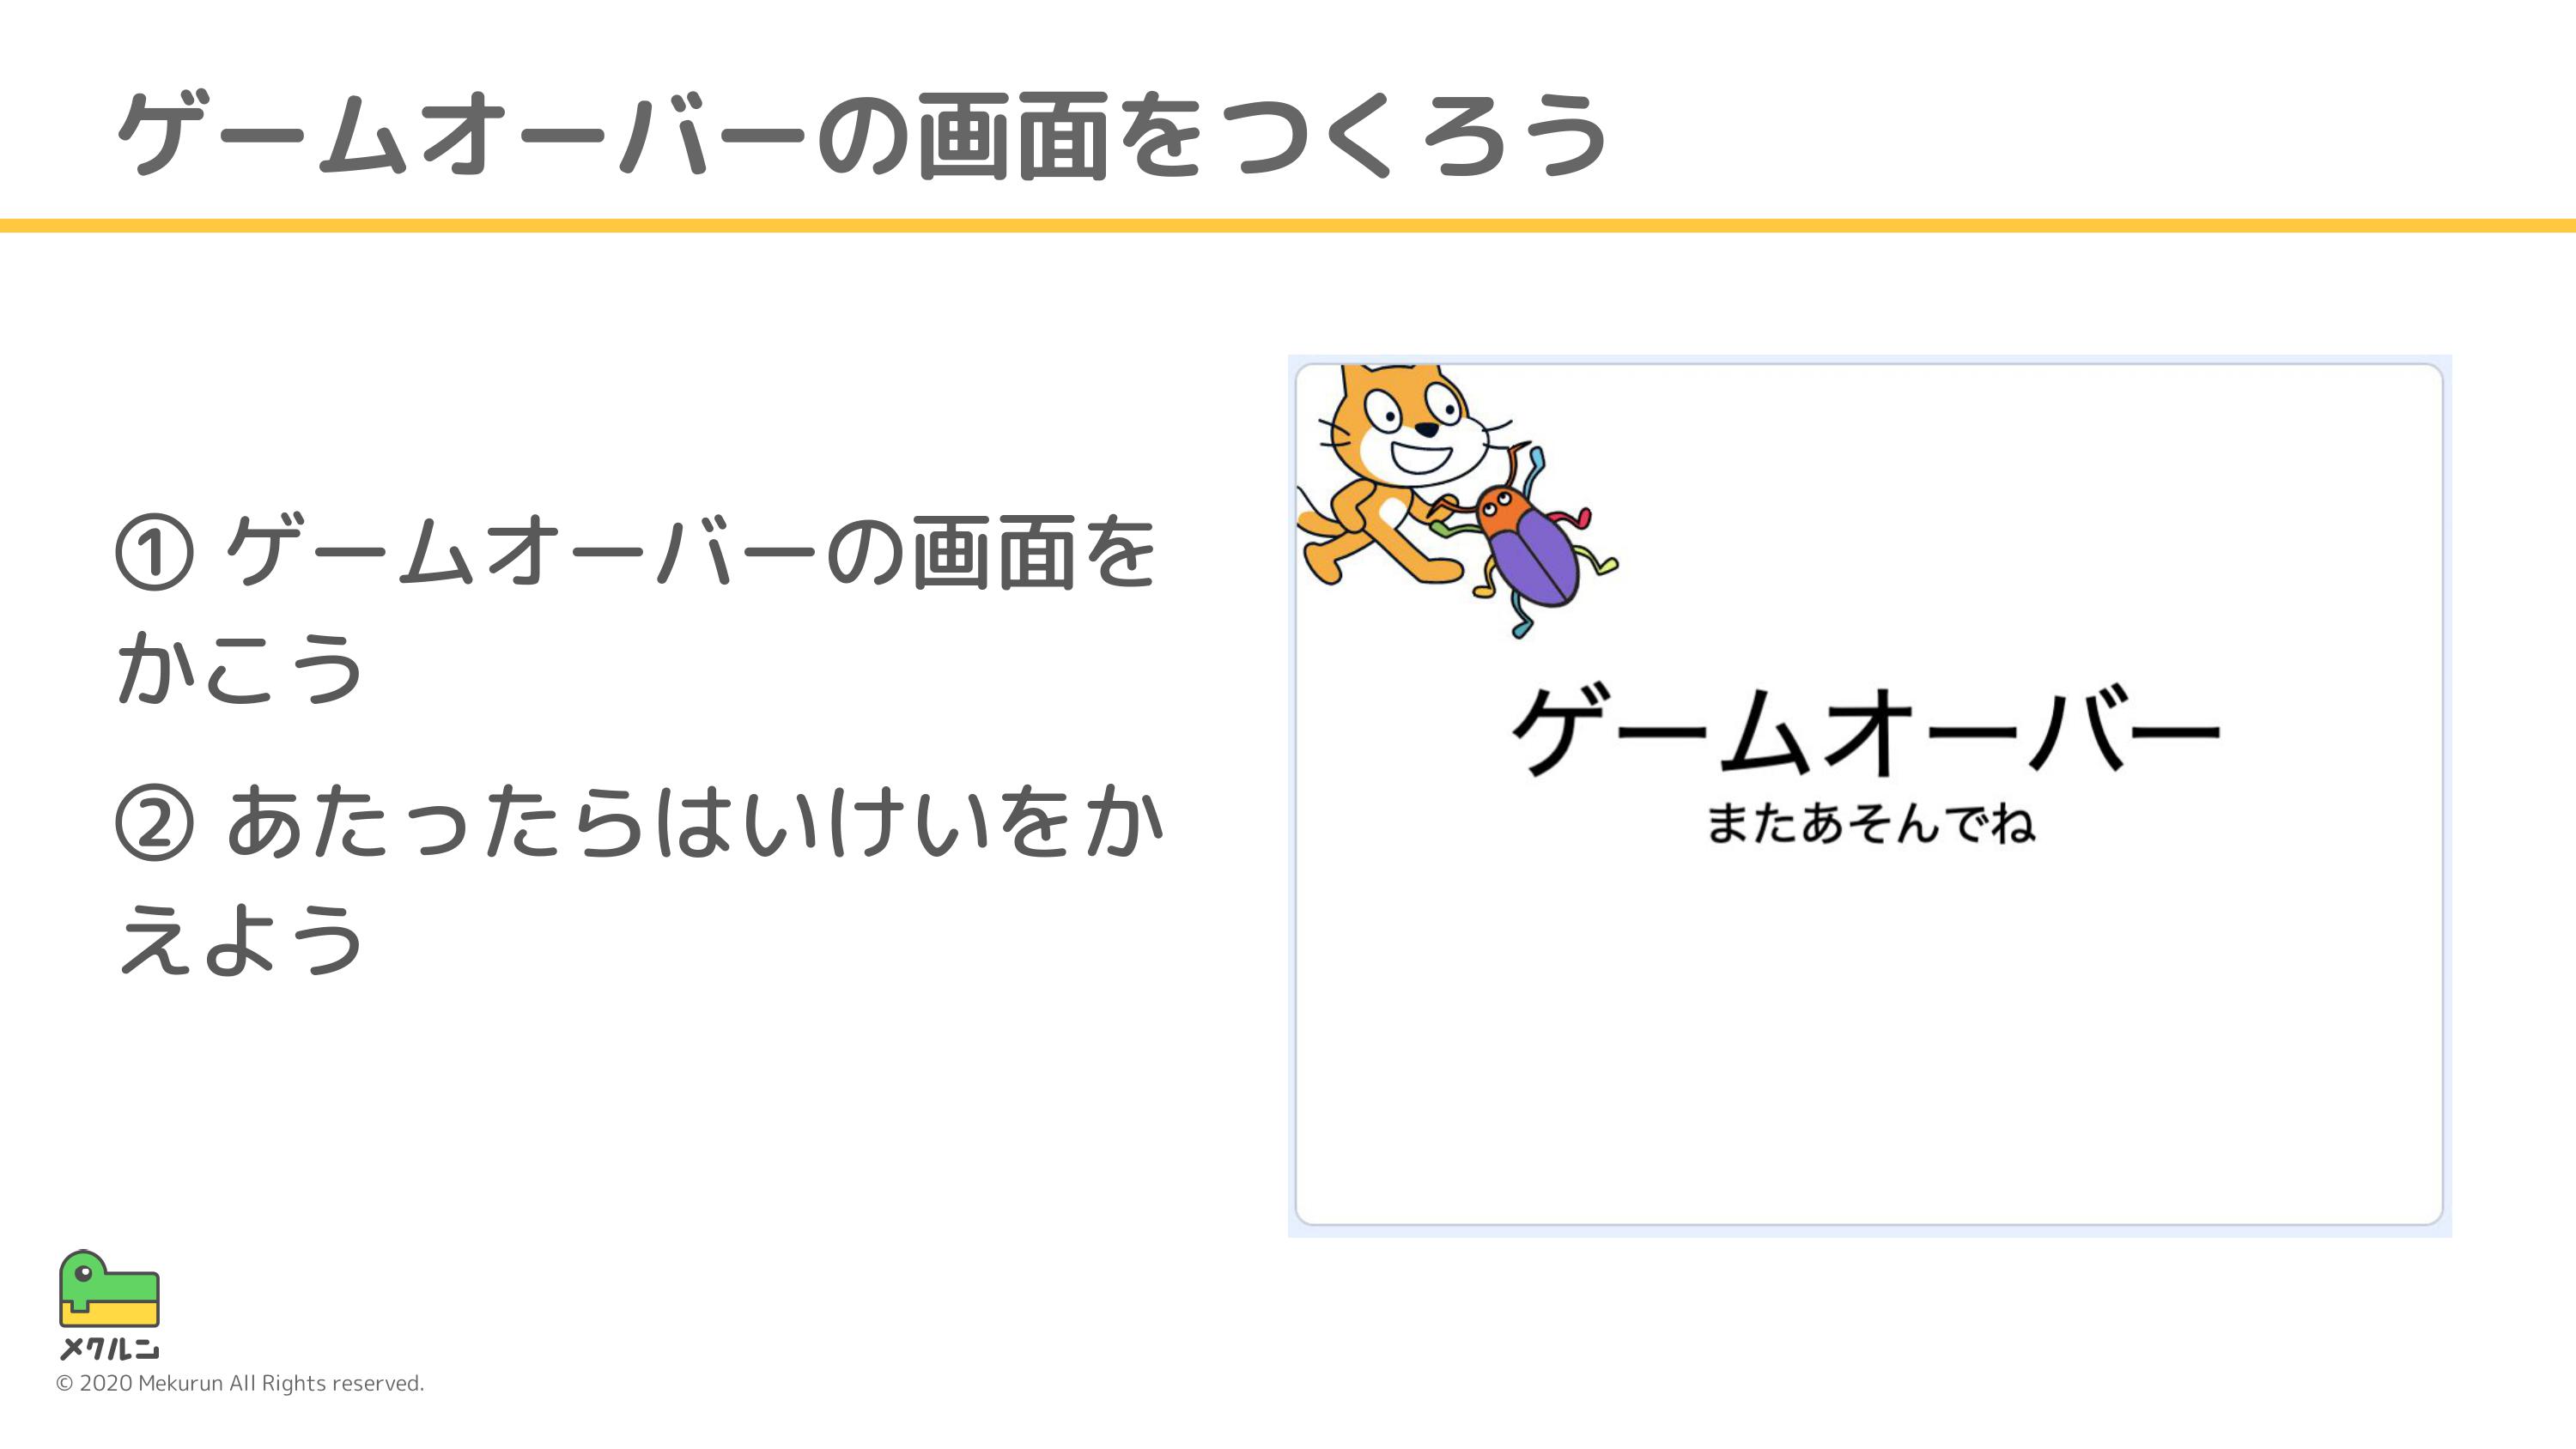 ゲームオーバーの画面をつくろう
① ゲームオーバーの画面を
かこう
② あたったらはいけいをか
えよう
ゲームオーバー
またあそんでね
メクルン
© 2020 Mekurun All Rights reserved.